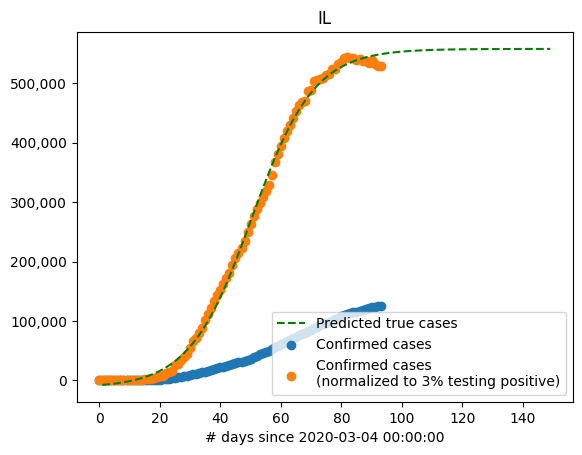 IL
500,000
400,000
300,000
200,000
100,000
0
Predicted true cases
Confirmed cases
Confirmed cases
(normalized to 3% testing positive)
0 20 40 60 80 100 120 140
# days since 2020-03-04 00:00:00